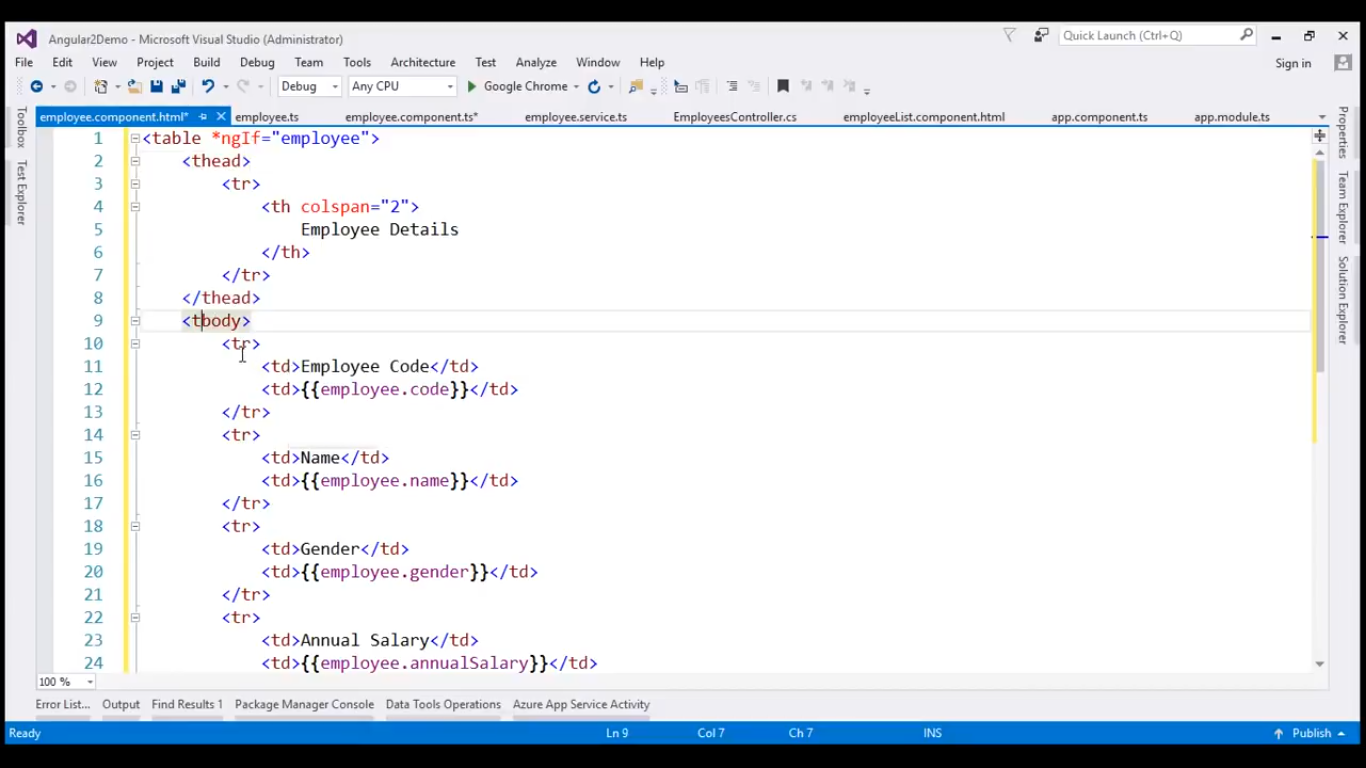 Angular2Demo - Microsoft Visual Studio (Administrator)
Quick Launch (Ctrl+Q)
File Edit View Project Build Debug Team Tools Architecture Test Analyze Window Help
Sign in
Debug Any CPU Google Chrome
employee.component.html* employee.ts employee.component.ts* employee.service.ts EmployeesController.cs employeeList.component.html app.component.ts app.module.ts
Toolbox
Test Explorer
1 <table *ngIf="employee">
2 <thead>
3 <tr>
4 <th colspan="2">
5 Employee Details
6 </th>
7 </tr>
8 </thead>
9 <tbody>
10 <tr>
11 <td>Employee Code</td>
12 <td>{{employee.code}}</td>
13 </tr>
14 <tr>
15 <td>Name</td>
16 <td>{{employee.name}}</td>
17 </tr>
18 <tr>
19 <td>Gender</td>
20 <td>{{employee.gender}}</td>
21 </tr>
22 <tr>
23 <td>Annual Salary</td>
24 <td>{{employee.annualSalary}}</td>
Properties
Team Explorer
Solution Explorer
100 %
Error List... Output Find Results 1 Package Manager Console Data Tools Operations Azure App Service Activity
Ready Ln 9 Col 7 Ch 7 INS Publish